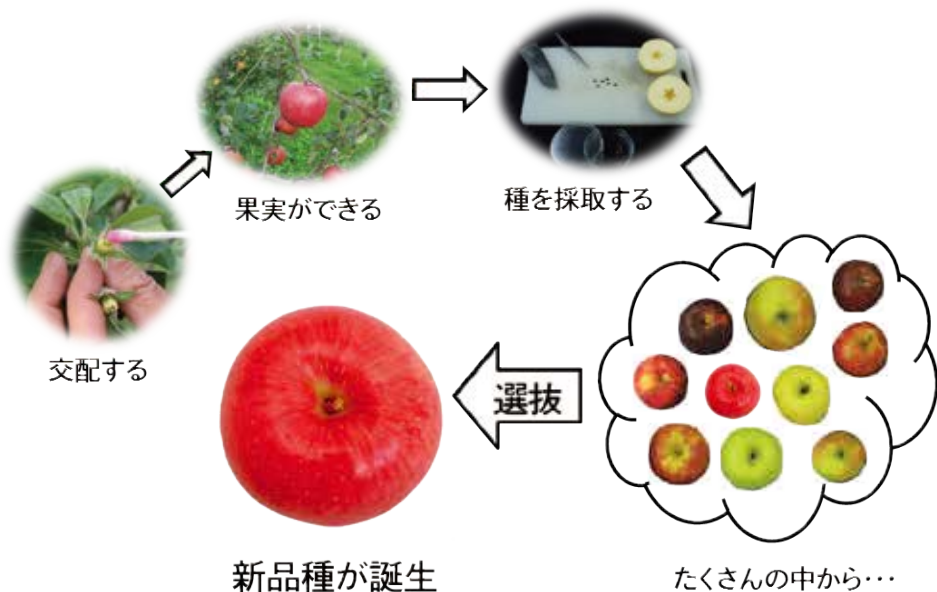 交配する
果実ができる
種を採取する
たくさんの中から･･･
選抜
新品種が誕生